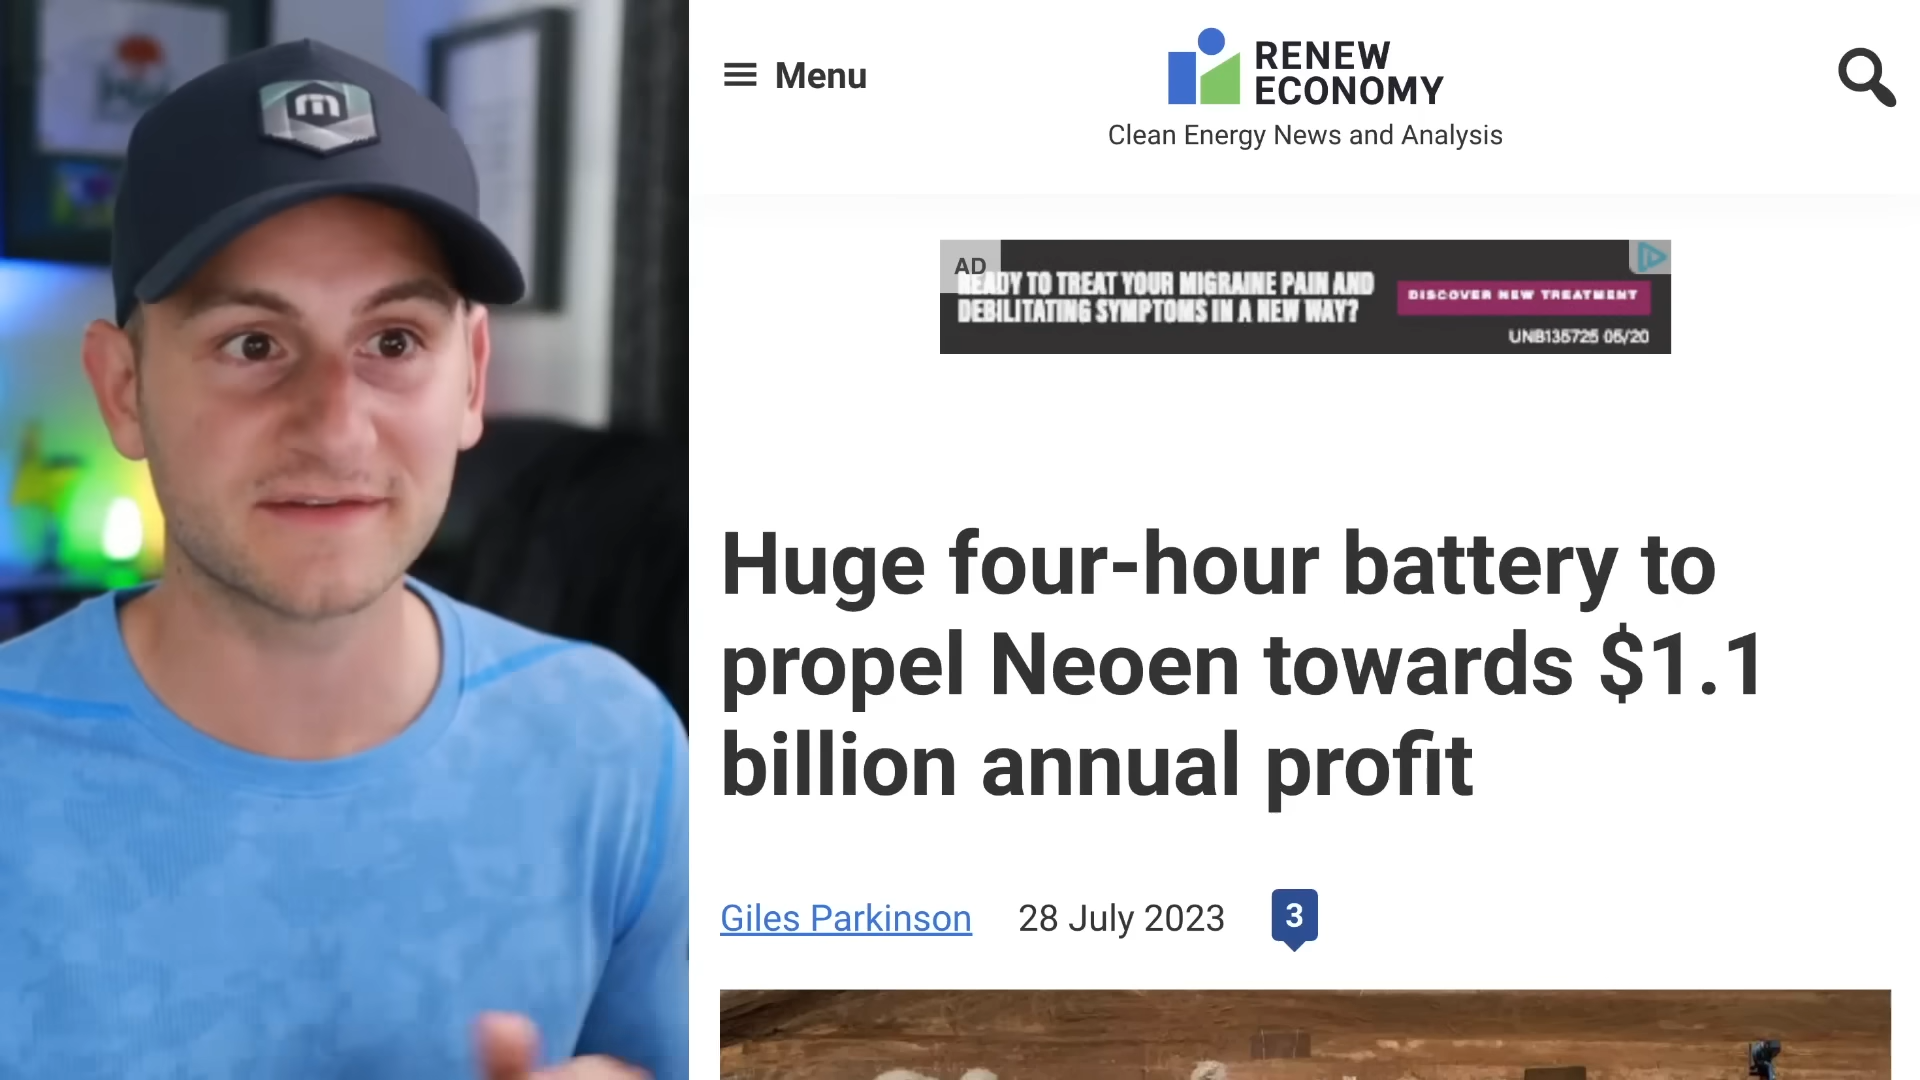 Menu
RENEW
ECONOMY
Clean Energy News and Analysis
AD
READY TO TREAT YOUR MIGRAINE PAIN AND
DEBILITATING SYMPTOMS IN A NEW WAY?
DISCOVER NEW TREATMENT
UNB135725 05/20
Huge four-hour battery to
propel Neoen towards $1.1
billion annual profit
Giles Parkinson 28 July 2023 3